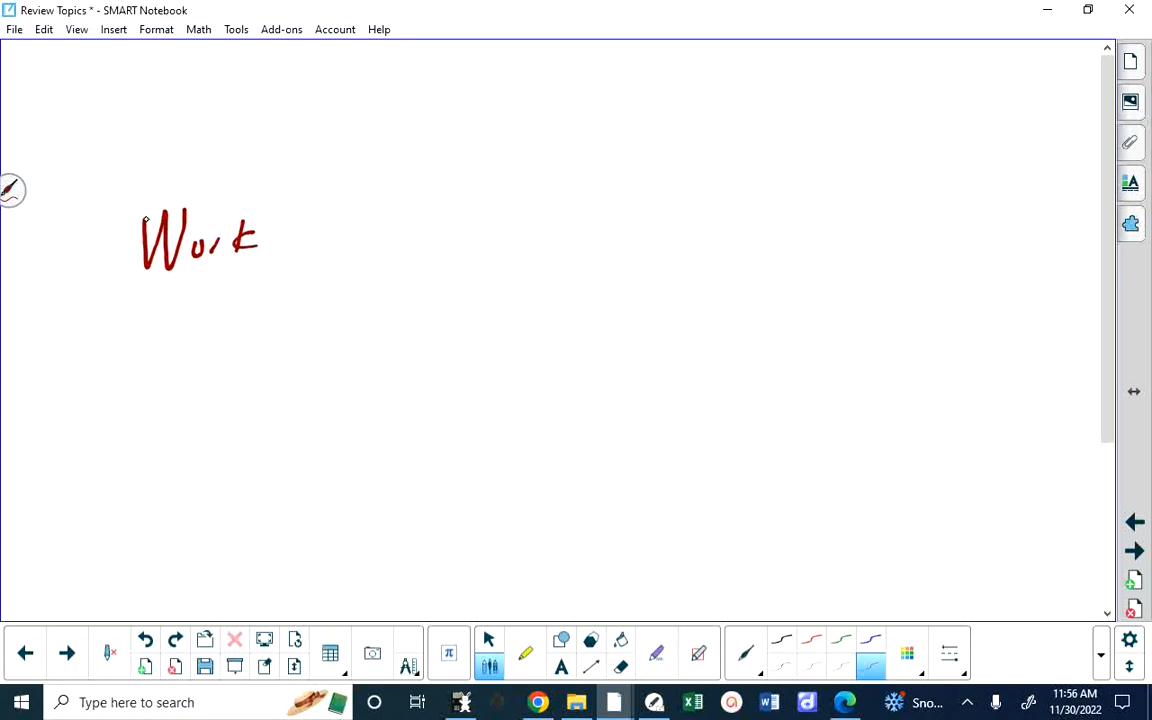 Review Topics * - SMART Notebook
File Edit View Insert Format Math Tools Add-ons Account Help
Work
Type here to search
Sno...
11:56 AM
11/30/2022